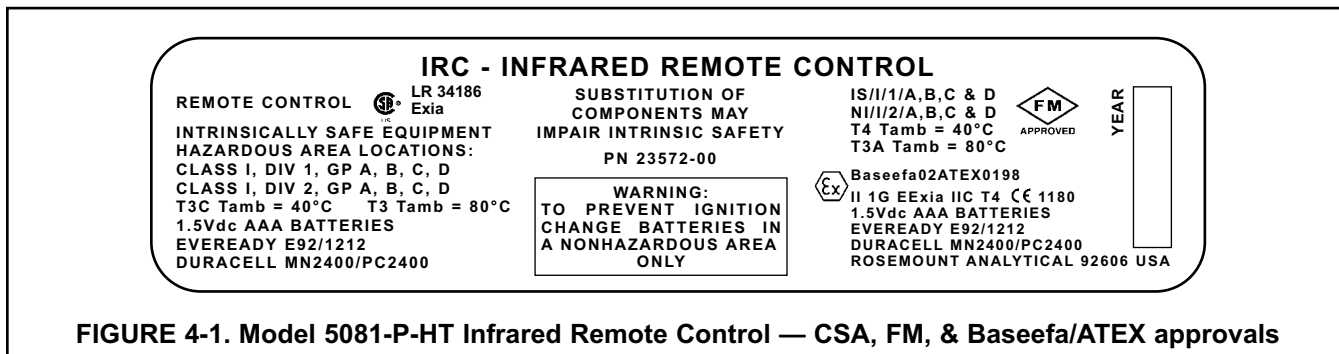 IRC - INFRARED REMOTE CONTROL
REMOTE CONTROL
SA ®
US
LR 34186
Exia
INTRINSICALLY SAFE EQUIPMENT
HAZARDOUS AREA LOCATIONS:
CLASS I, DIV 1, GP A, B, C, D
CLASS I, DIV 2, GP A, B, C, D
T3C Tamb = 40°C T3 Tamb = 80°C
1.5Vdc AAA BATTERIES
EVEREADY E92/1212
DURACELL MN2400/PC2400
SUBSTITUTION OF
COMPONENTS MAY
IMPAIR INTRINSIC SAFETY
PN 23572-00
WARNING:
TO PREVENT IGNITION
CHANGE BATTERIES IN
A NONHAZARDOUS AREA
ONLY
IS/I/1/A,B,C & D
NI/I/2/A,B,C & D
T4 Tamb = 40°C
T3A Tamb = 80°C
FM
APPROVED
YEAR
Ex
Baseefa02ATEX0198
II 1G EExia IIC T4 CE 1180
1.5Vdc AAA BATTERIES
EVEREADY E92/1212
DURACELL MN2400/PC2400
ROSEMOUNT ANALYTICAL 92606 USA
FIGURE 4-1. Model 5081-P-HT Infrared Remote Control — CSA, FM, & Baseefa/ATEX approvals